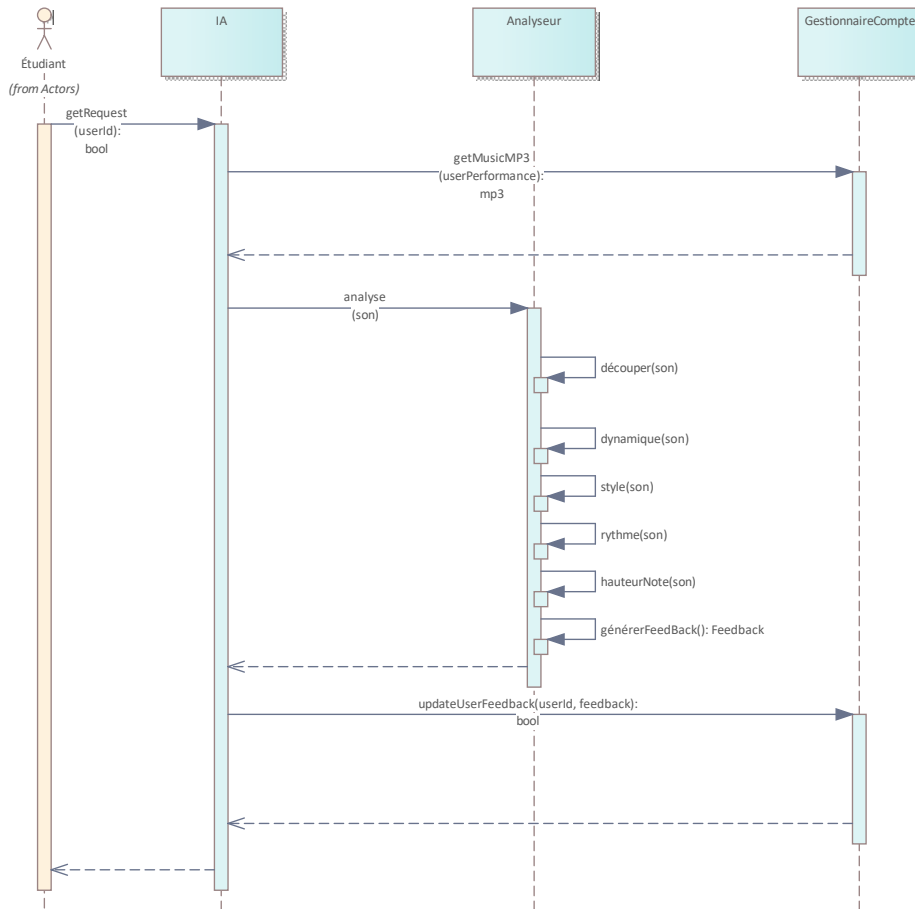 IA
Analyseur
GestionnaireCompte
Étudiant
(from Actors)
getRequest
(userId):
bool
getMusicMP3
(userPerformance):
mp3
analyse
(son)
découper(son)
dynamique(son)
style(son)
rythme(son)
hauteurNote(son)
générerFeedBack(): Feedback
updateUserFeedback(userId, feedback):
bool